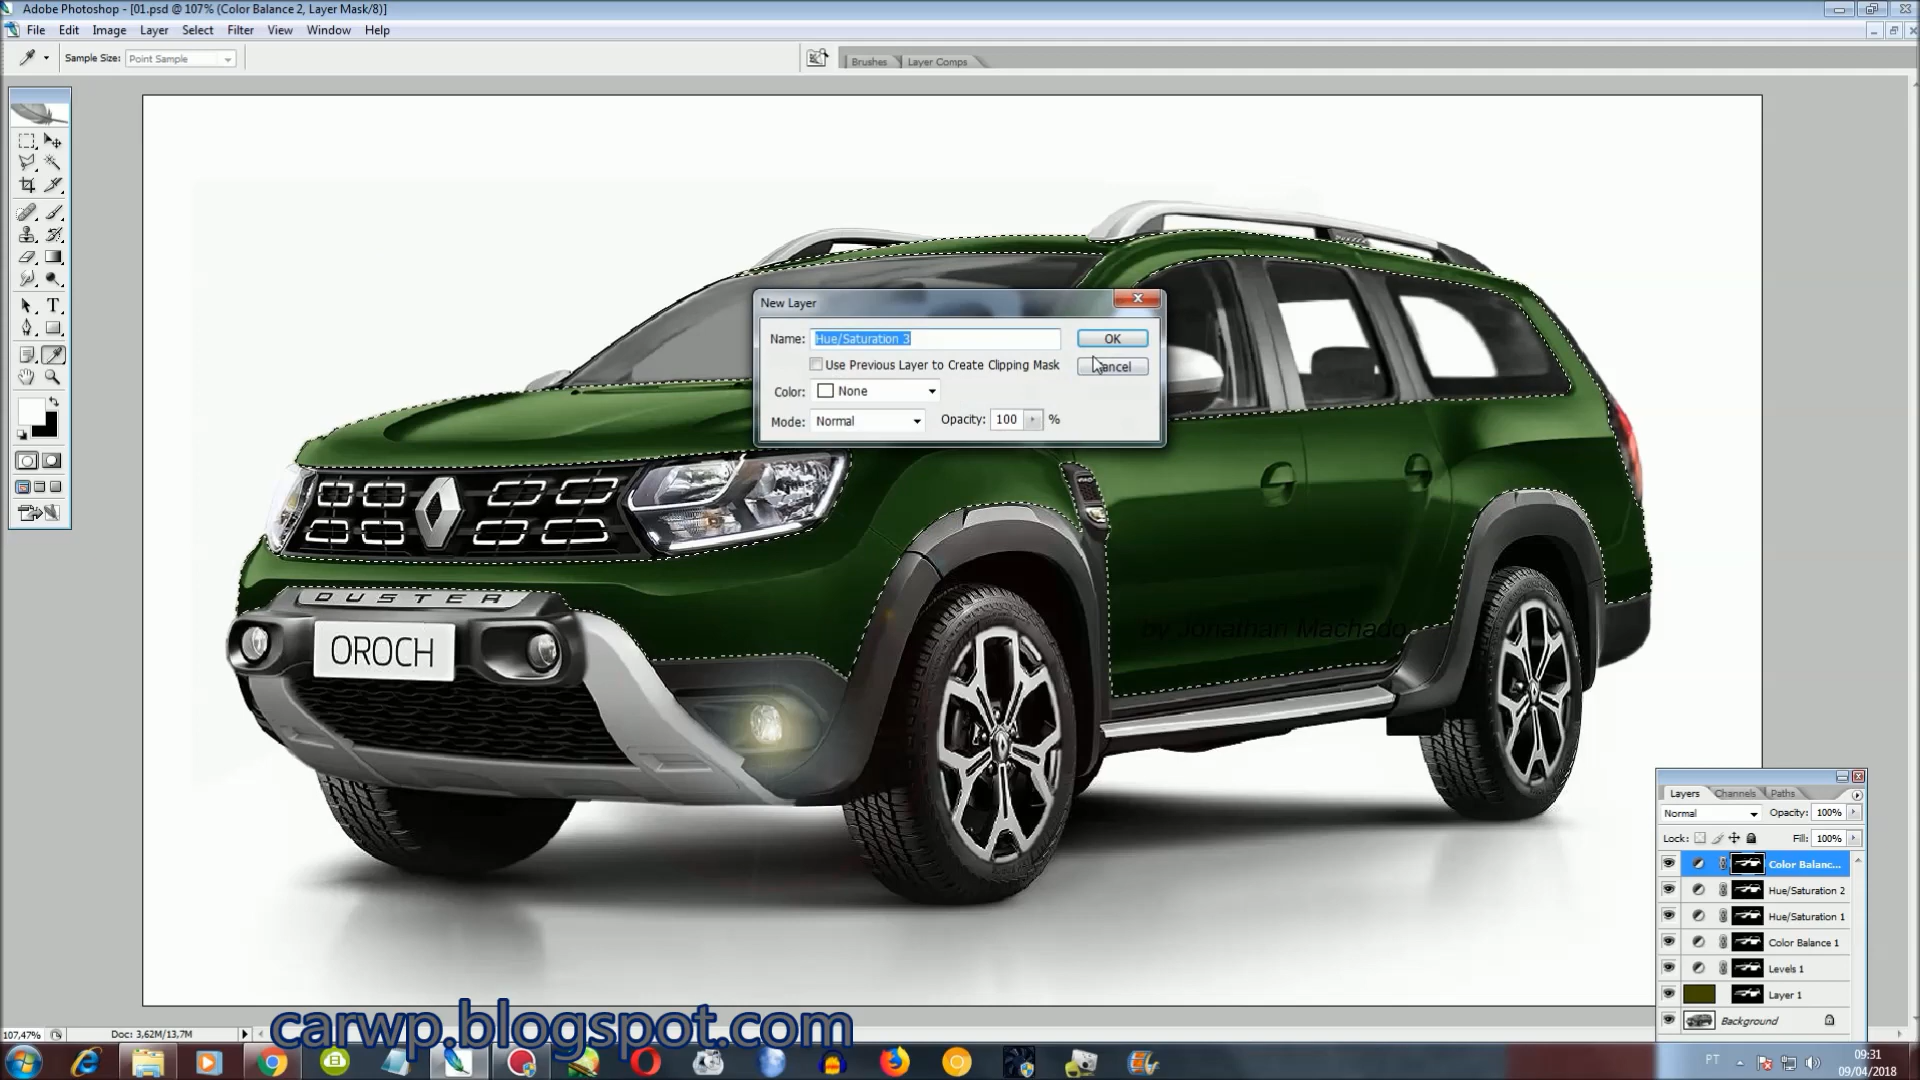 Adobe Photoshop - [01.psd @ 107% (Color Balance 2, Layer Mask/8)]
File Edit Image Layer Select Filter View Window Help
Sample Size: Point Sample
Brushes Layer Comps
New Layer
Name: Hue/Saturation 3
OK
Use Previous Layer to Create Clipping Mask
Cancel
Color: None
Mode: Normal Opacity: 100 %
DUSTER
OROCH
by Jonathan Machado
Layers Channels Paths
Normal Opacity: 100%
Lock: Fill: 100%
Color Balanc...
Hue/Saturation 2
Hue/Saturation 1
Color Balance 1
Levels 1
Layer 1
Background
107,47% Doc: 3,62M/13,7M
carwp.blogspot.com
PT
09:31
09/04/2018